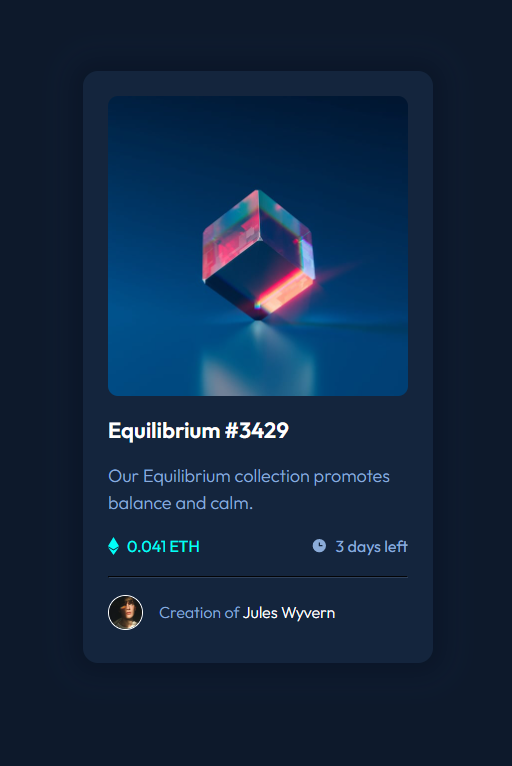 Equilibrium #3429
Our Equilibrium collection promotes
balance and calm.
0.041 ETH 3 days left
Creation of Jules Wyvern